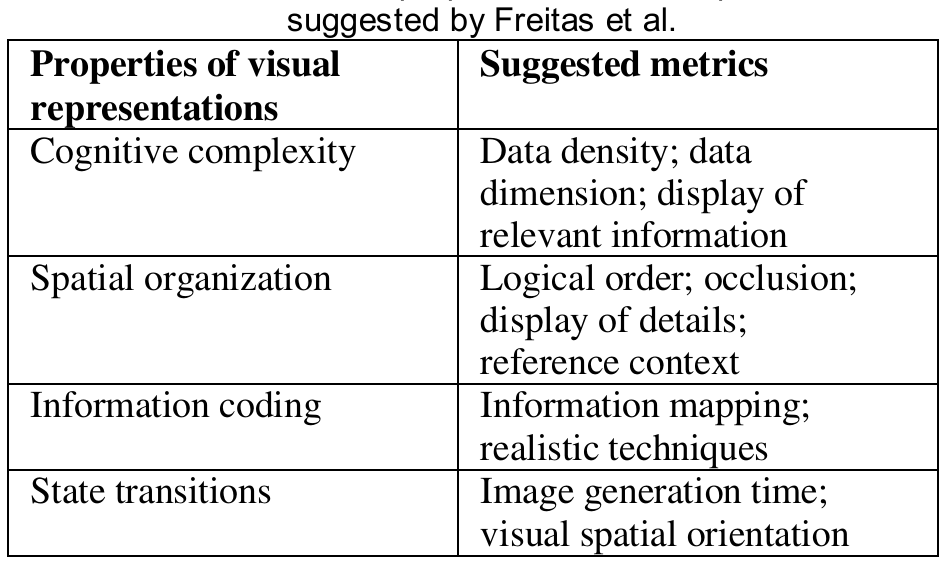 suggested by Freitas et al.
Properties of visual
representations
Suggested metrics
Cognitive complexity
Data density; data
dimension; display of
relevant information
Spatial organization
Logical order; occlusion;
display of details;
reference context
Information coding
Information mapping;
realistic techniques
State transitions
Image generation time;
visual spatial orientation